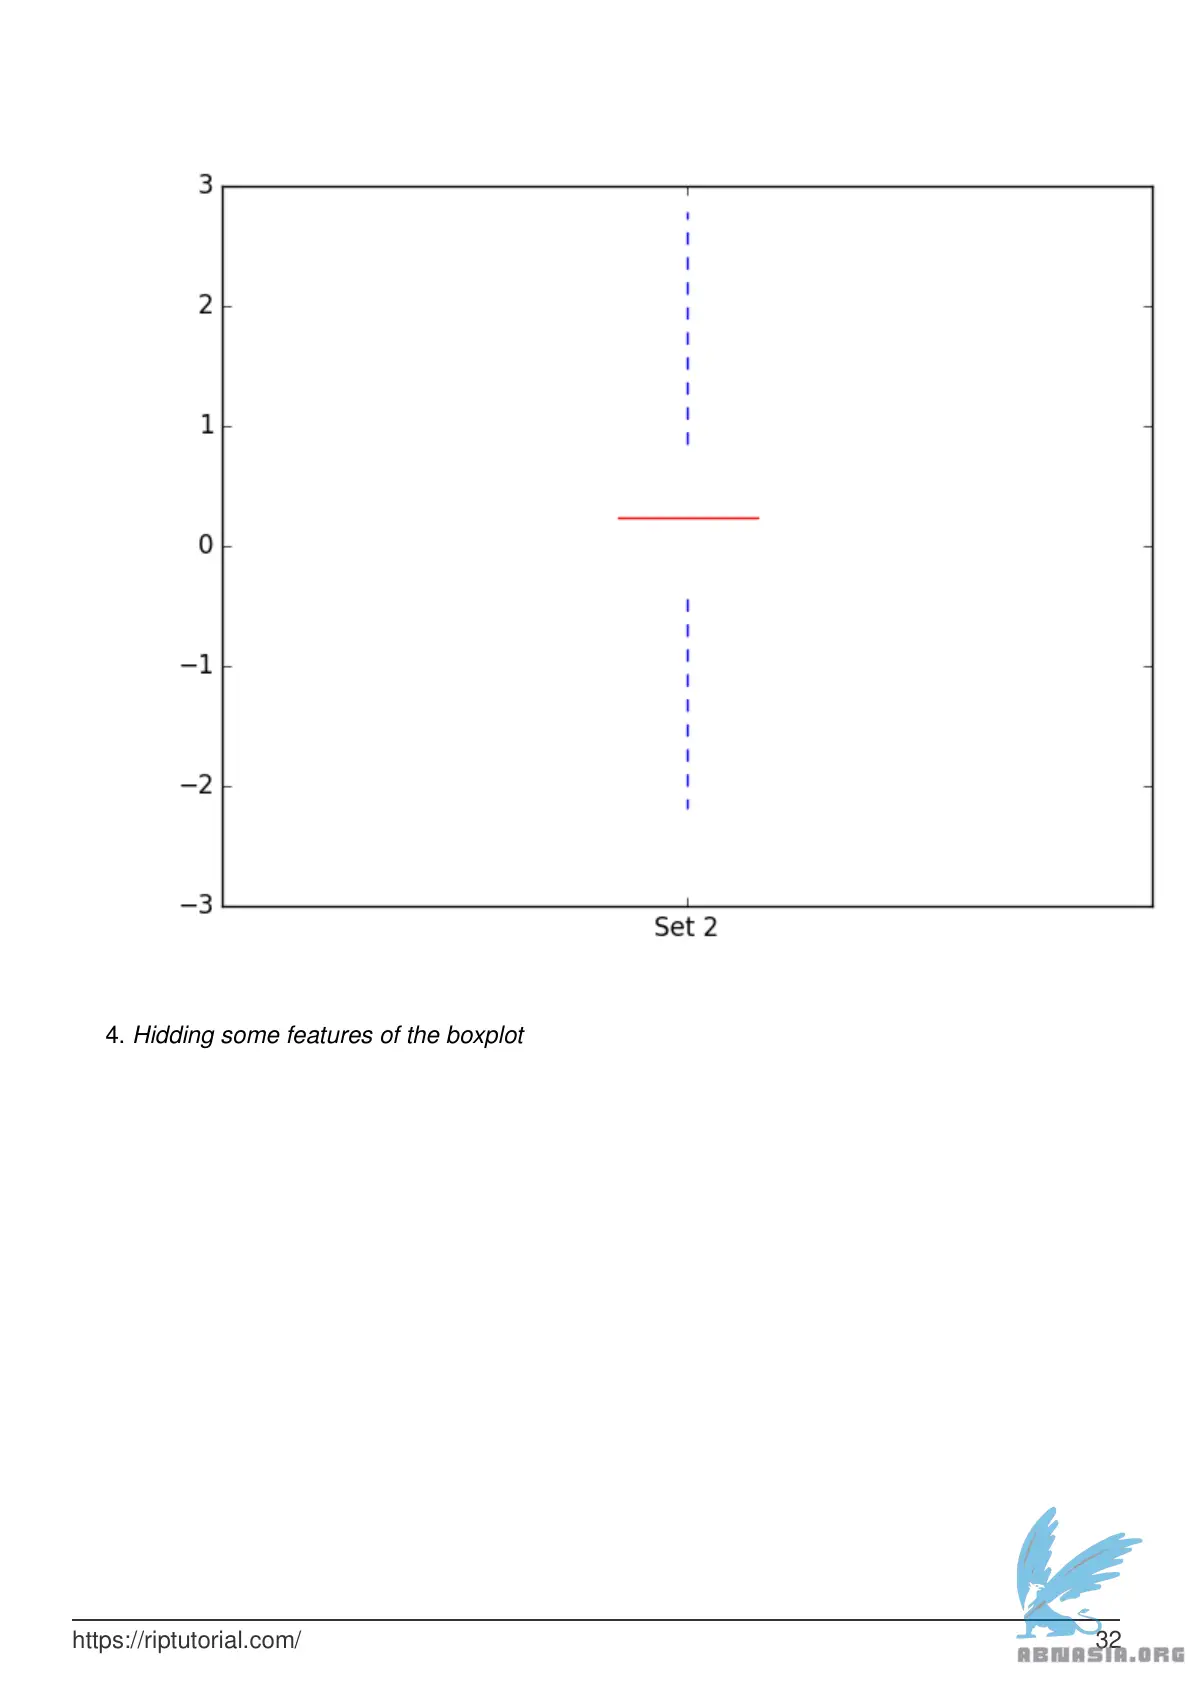 3
2
1
0
−1
−2
−3
Set 2
4. Hidding some features of the boxplot
https://riptutorial.com/ 32
ABNASIA.ORG